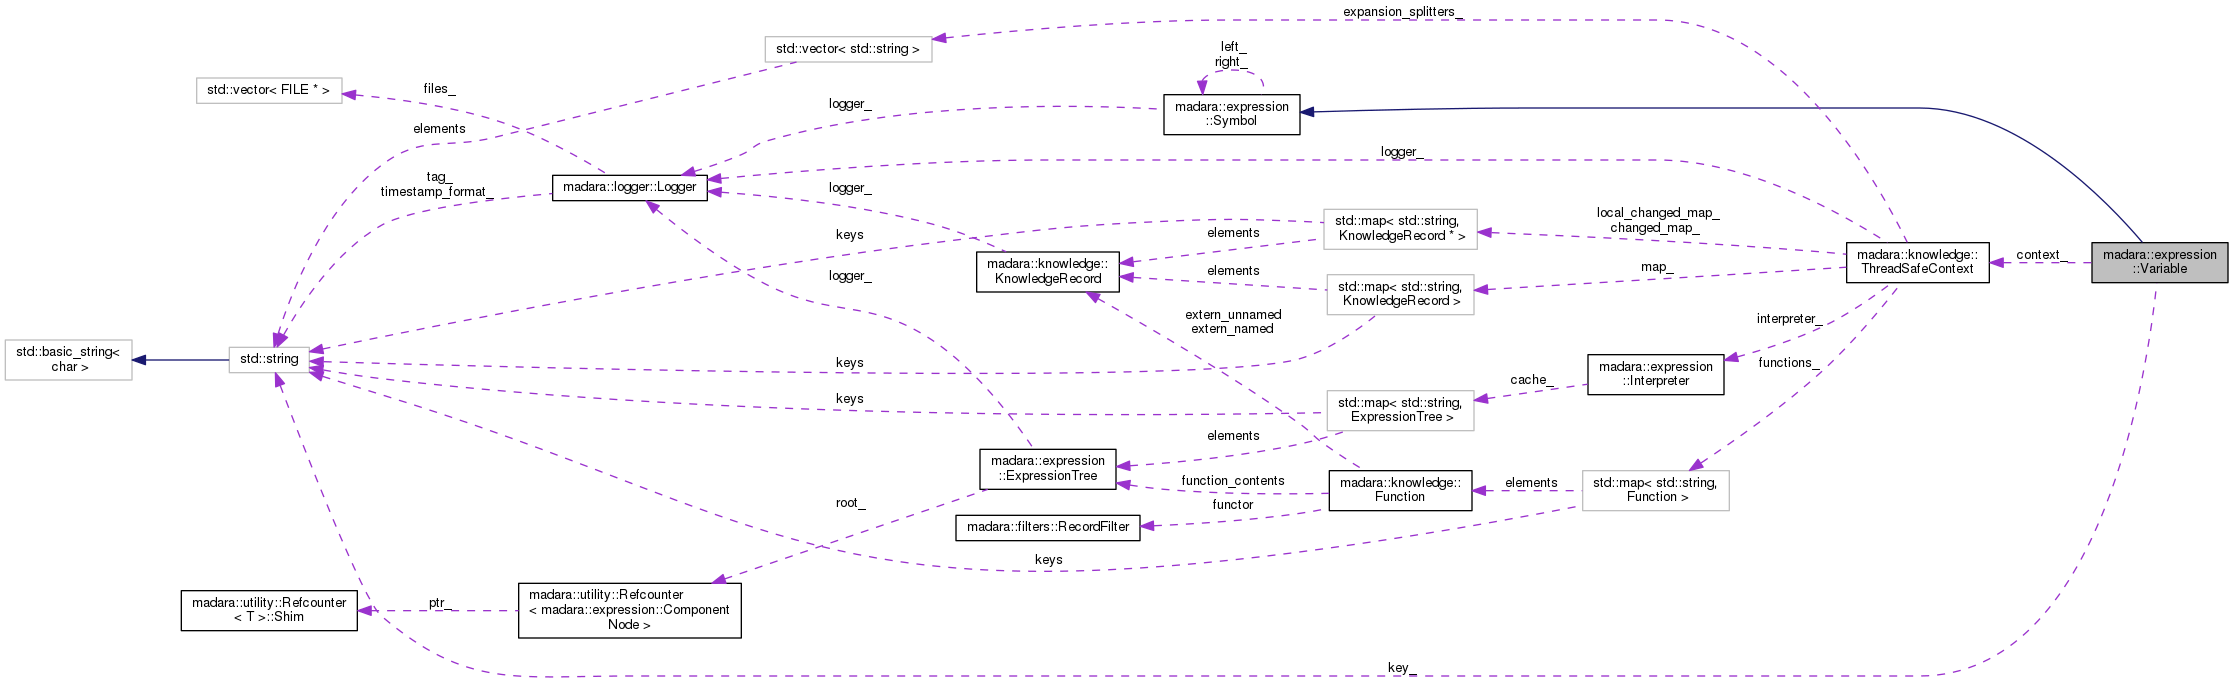 expansion_splitters_
std::vector< std::string >
left_
right_
std::vector< FILE * >
files_
elements
logger_
madara::expression
::Symbol
logger_
tag_
timestamp_format_
madara::logger::Logger
logger_
keys
std::map< std::string,
KnowledgeRecord * >
elements
local_changed_map_
changed_map_
madara::knowledge::
KnowledgeRecord
elements
std::map< std::string,
KnowledgeRecord >
map_
madara::knowledge::
ThreadSafeContext
context_
madara::expression
::Variable
logger_
extern_unnamed
extern_named
interpreter_
std::basic_string<
char >
std::string
keys
functions_
madara::expression
::Interpreter
cache_
keys
std::map< std::string,
ExpressionTree >
elements
madara::expression
::ExpressionTree
function_contents
madara::knowledge::
Function
elements
std::map< std::string,
Function >
root_
functor
madara::filters::RecordFilter
keys
madara::utility::Refcounter
< T >::Shim
ptr_
madara::utility::Refcounter
< madara::expression::Component
Node >
key_